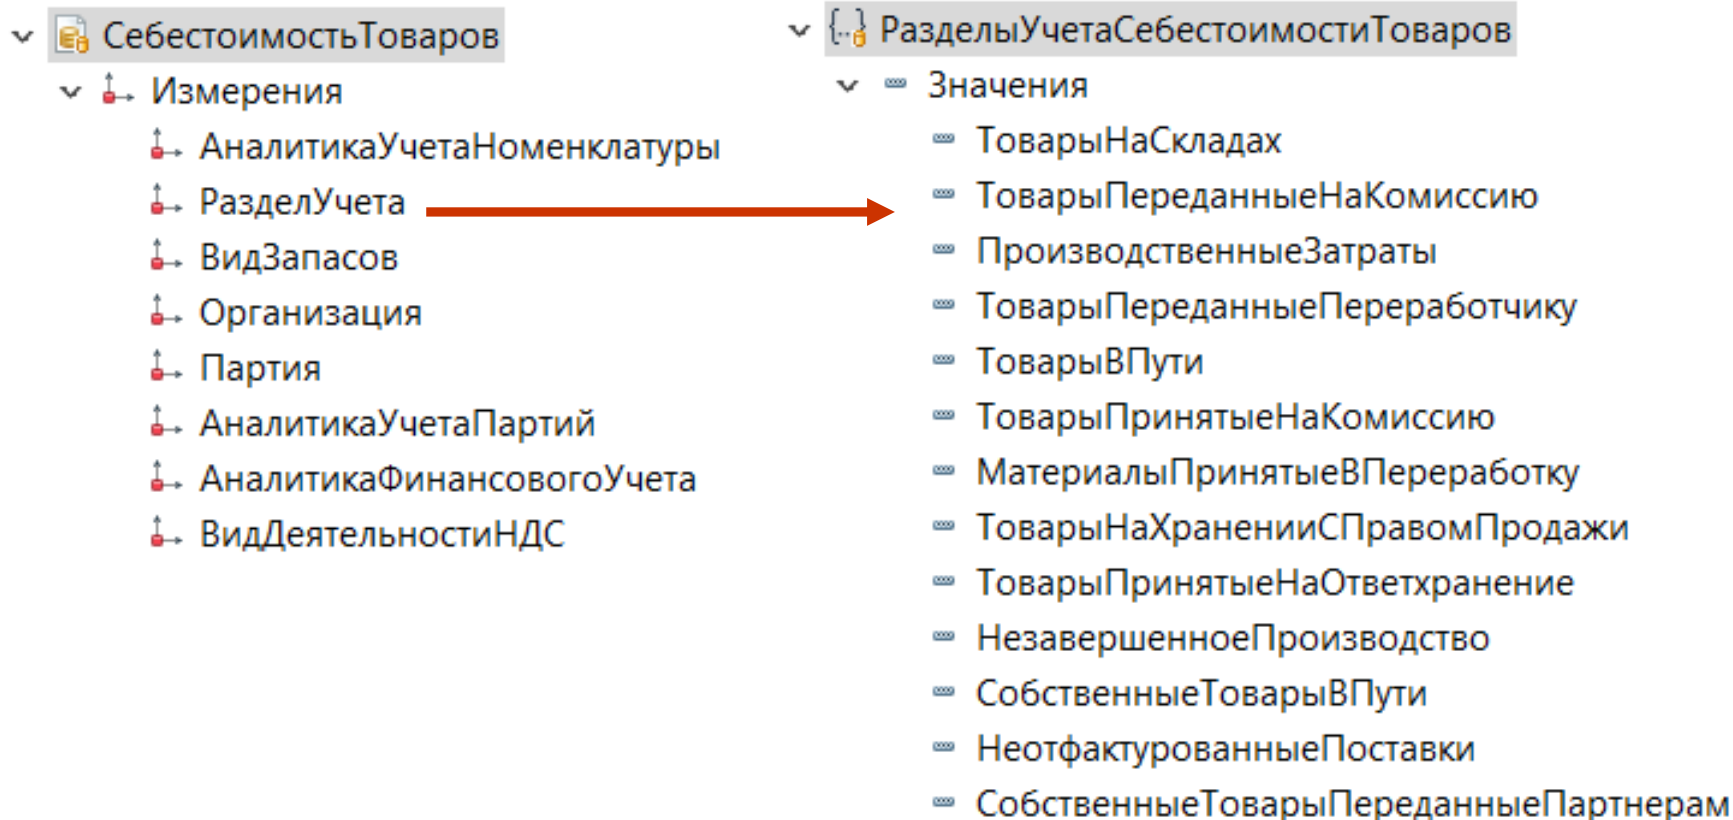 СебестоимостьТоваров
Измерения
АналитикаУчетаНоменклатуры
РазделУчета
ВидЗапасов
Организация
Партия
АналитикаУчетаПартий
АналитикаФинансовогоУчета
ВидДеятельностиНДС
РазделыУчетаСебестоимостиТоваров
Значения
ТоварыНаСкладах
ТоварыПереданныеНаКомиссию
ПроизводственныеЗатраты
ТоварыПереданныеПереработчику
ТоварыВПути
ТоварыПринятыеНаКомиссию
МатериалыПринятыеВПереработку
ТоварыНаХраненииСПравомПродажи
ТоварыПринятыеНаОтветхранение
НезавершенноеПроизводство
СобственныеТоварыВПути
НеотфактурованныеПоставки
СобственныеТоварыПереданныеПартнерам